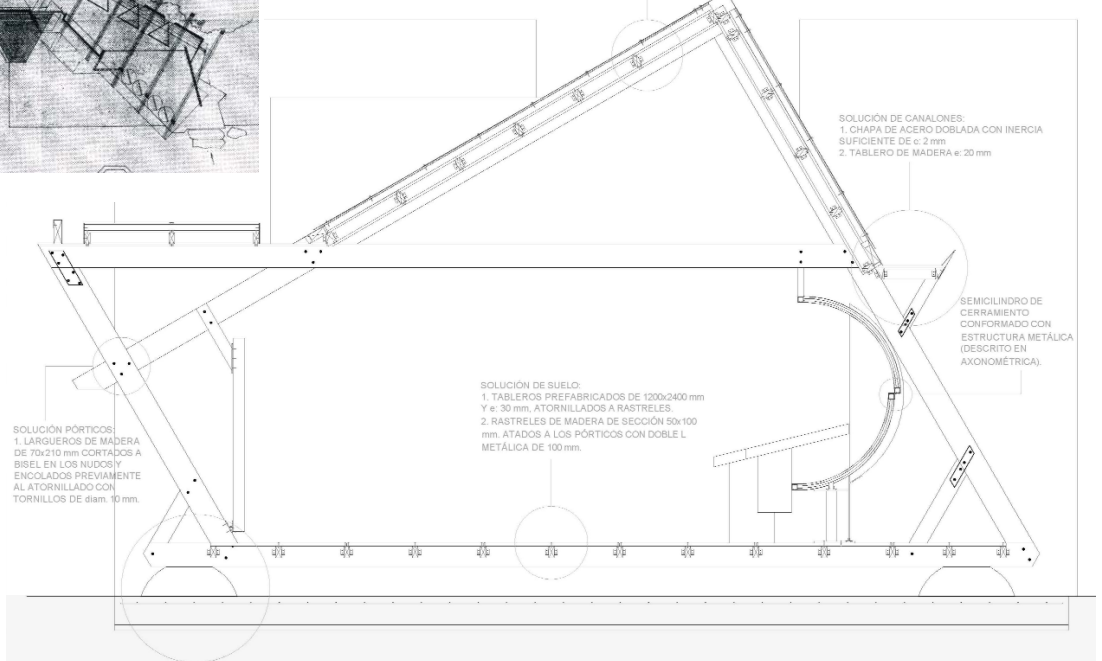 SOLUCIÓN DE CANALONES:
1. CHAPA DE ACERO DOBLADA CON INERCIA
SUFICIENTE DE e: 2 mm
2. TABLERO DE MADERA e: 20 mm
SEMICILINDRO DE
CERRAMIENTO
CONFORMADO CON
ESTRUCTURA METÁLICA
(DESCRITO EN
AXONOMÉTRICA).
SOLUCIÓN DE SUELO:
1. TABLEROS PREFABRICADOS DE 1200x2400 mm
Y e: 30 mm, ATORNILLADOS A RASTRELES.
2. RASTRELES DE MADERA DE SECCIÓN 50x100
mm. ATADOS A LOS PÓRTICOS CON DOBLE L
METÁLICA DE 100 mm.
SOLUCIÓN PÓRTICOS:
1. LARGUEROS DE MADERA
DE 70x210 mm CORTADOS A
BISEL EN LOS NUDOS Y
ENCOLADOS PREVIAMENTE
AL ATORNILLADO CON
TORNILLOS DE diam. 10 mm.